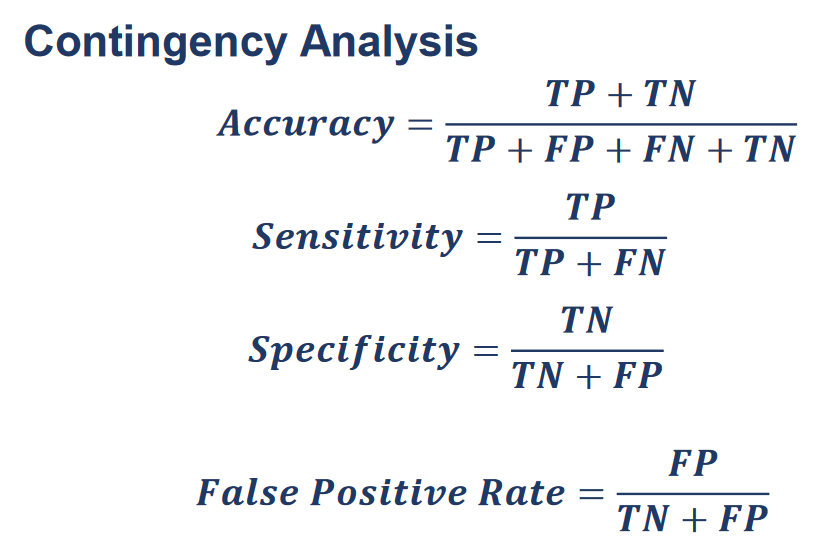 Contingency Analysis
Accuracy = \frac{TP + TN}{TP + FP + FN + TN}
Sensitivity = \frac{TP}{TP + FN}
Specificity = \frac{TN}{TN + FP}
False Positive Rate = \frac{FP}{TN + FP}